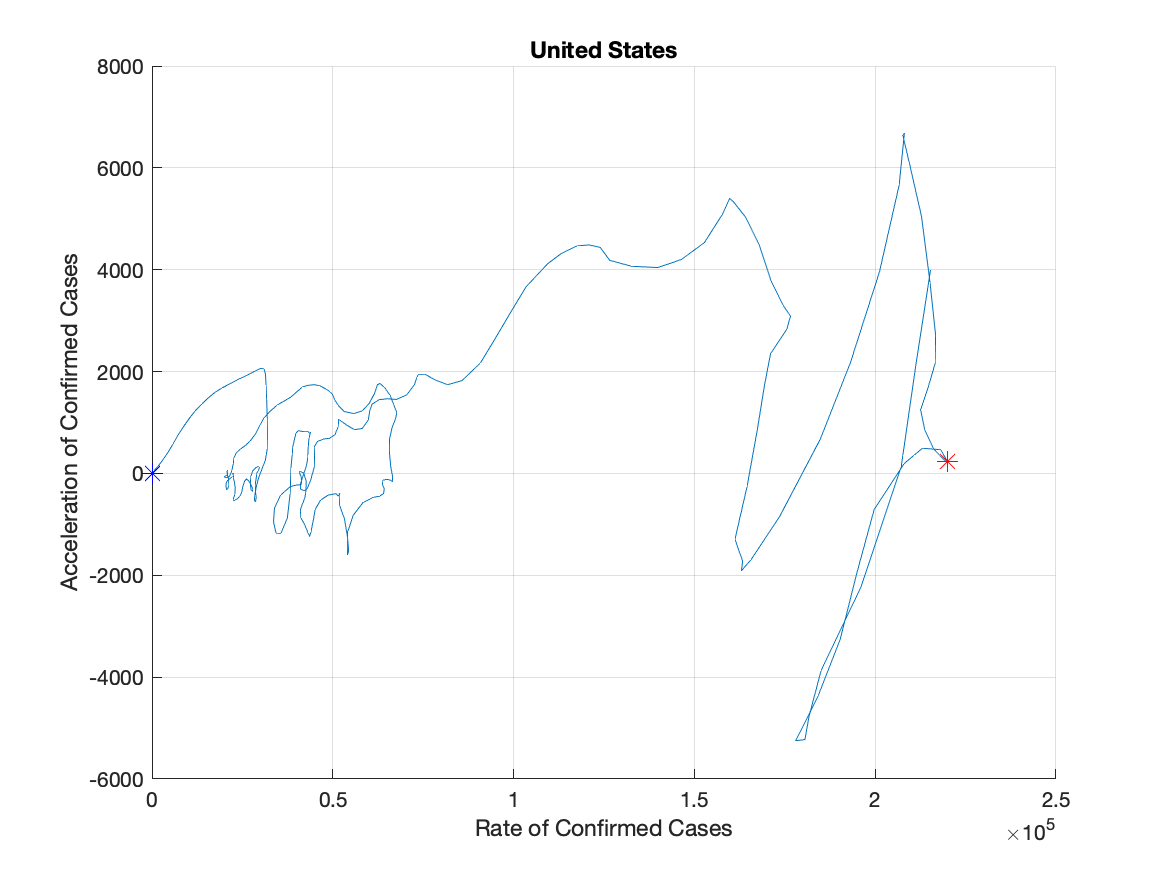 United States
8000
6000
4000
2000
0
-2000
-4000
-6000
Acceleration of Confirmed Cases
0 0.5 1 1.5 2 2.5
×10^5
Rate of Confirmed Cases